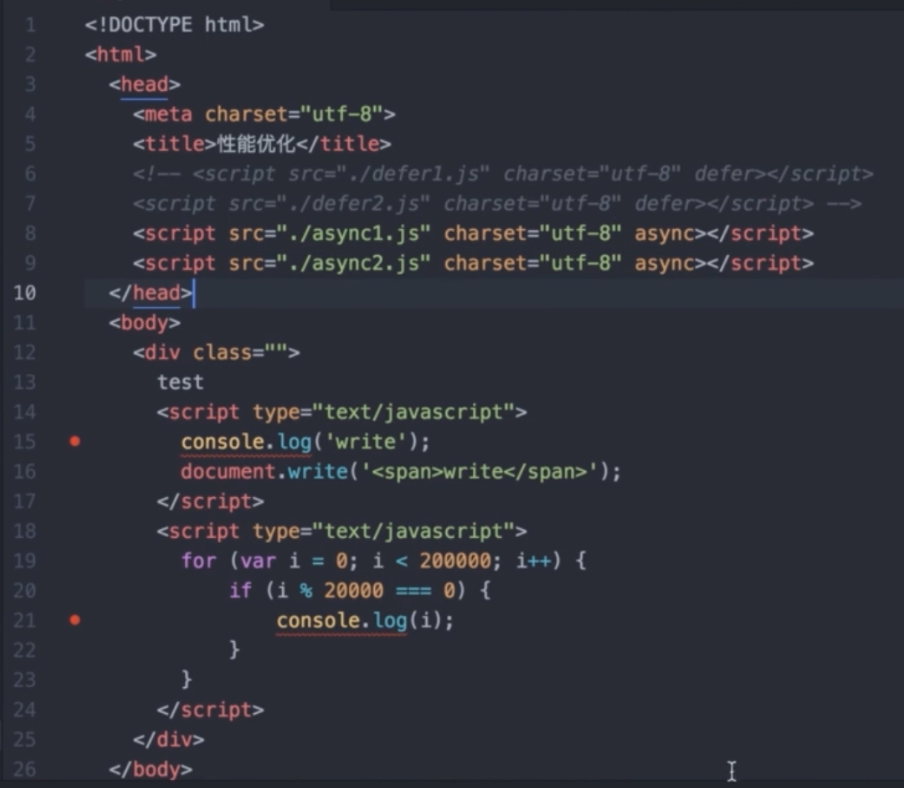 1 <!DOCTYPE html>
2 <html>
3 <head>
4 <meta charset="utf-8">
5 <title>性能优化</title>
6 <!-- <script src="./defer1.js" charset="utf-8" defer></script>
7 <script src="./defer2.js" charset="utf-8" defer></script> -->
8 <script src="./async1.js" charset="utf-8" async></script>
9 <script src="./async2.js" charset="utf-8" async></script>
10 </head>
11 <body>
12 <div class="">
13 test
14 <script type="text/javascript">
15 console.log('write');
16 document.write('<span>write</span>');
17 </script>
18 <script type="text/javascript">
19 for (var i = 0; i < 200000; i++) {
20 if (i % 20000 === 0) {
21 console.log(i);
22 }
23 }
24 </script>
25 </div>
26 </body>